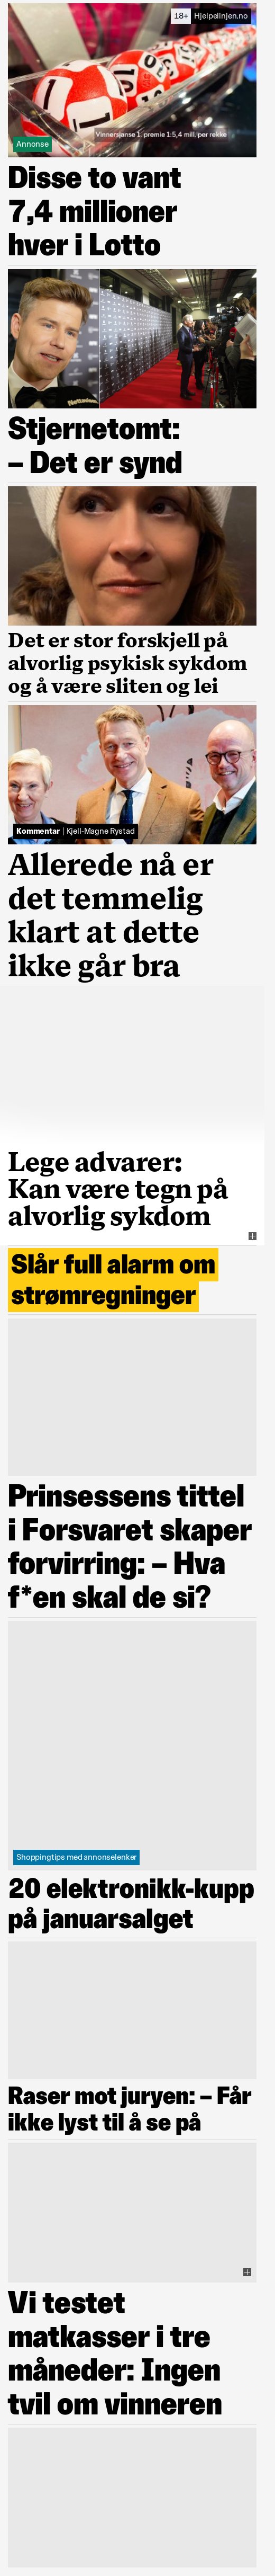 18+ Hjelpelinjen.no
Vinnersjanse 1. premie 1:5,4 mill. per rekke
Annonse
Disse to vant
7,4 millioner
hver i Lotto
Nettavisen
Stjernetomt:
– Det er synd
Det er stor forskjell på
alvorlig psykisk sykdom
og å være sliten og lei
Kommentar | Kjell-Magne Rystad
Allerede nå er
det temmelig
klart at dette
ikke går bra
Lege advarer:
Kan være tegn på
alvorlig sykdom
Slår full alarm om
strømregninger
Prinsessens tittel
i Forsvaret skaper
forvirring: – Hva
f*en skal de si?
Shoppingtips med annonselenker
20 elektronikk-kupp
på januarsalget
Raser mot juryen: – Får
ikke lyst til å se på
Vi testet
matkasser i tre
måneder: Ingen
tvil om vinneren